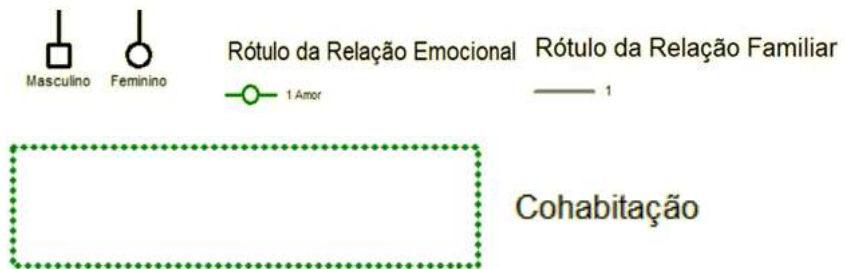 Rótulo da Relação Emocional
Rótulo da Relação Familiar
Masculino
Feminino
1 Amor
1
Cohabitação